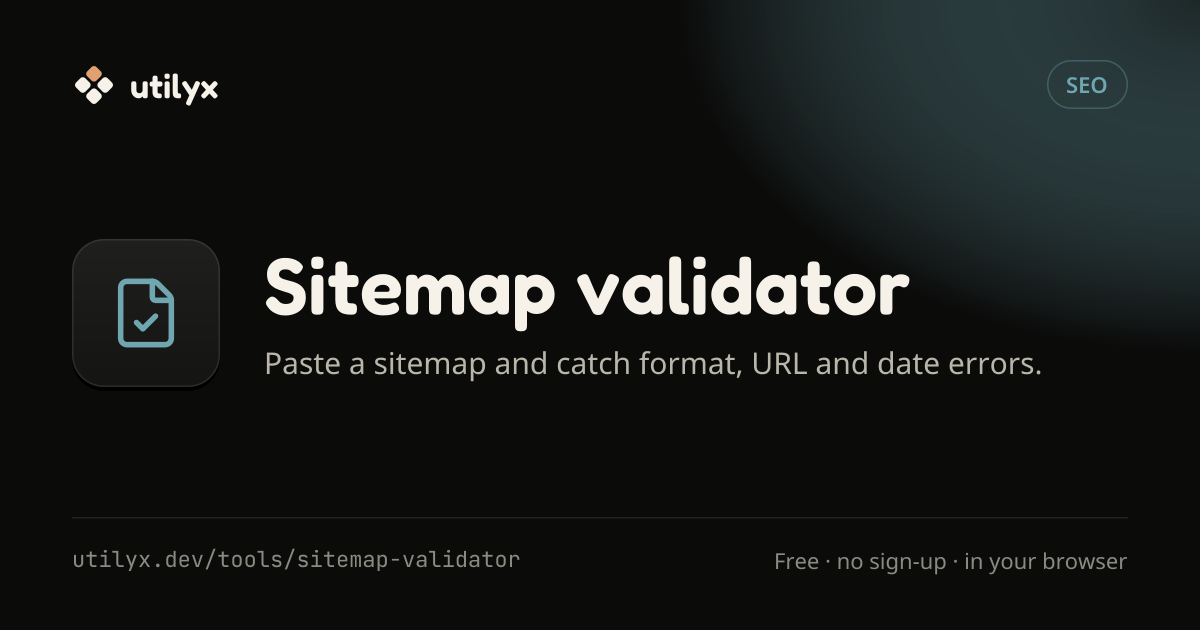 utilyx
SEO
Sitemap validator
Paste a sitemap and catch format, URL and date errors.
utilyx.dev/tools/sitemap-validator
Free · no sign-up · in your browser